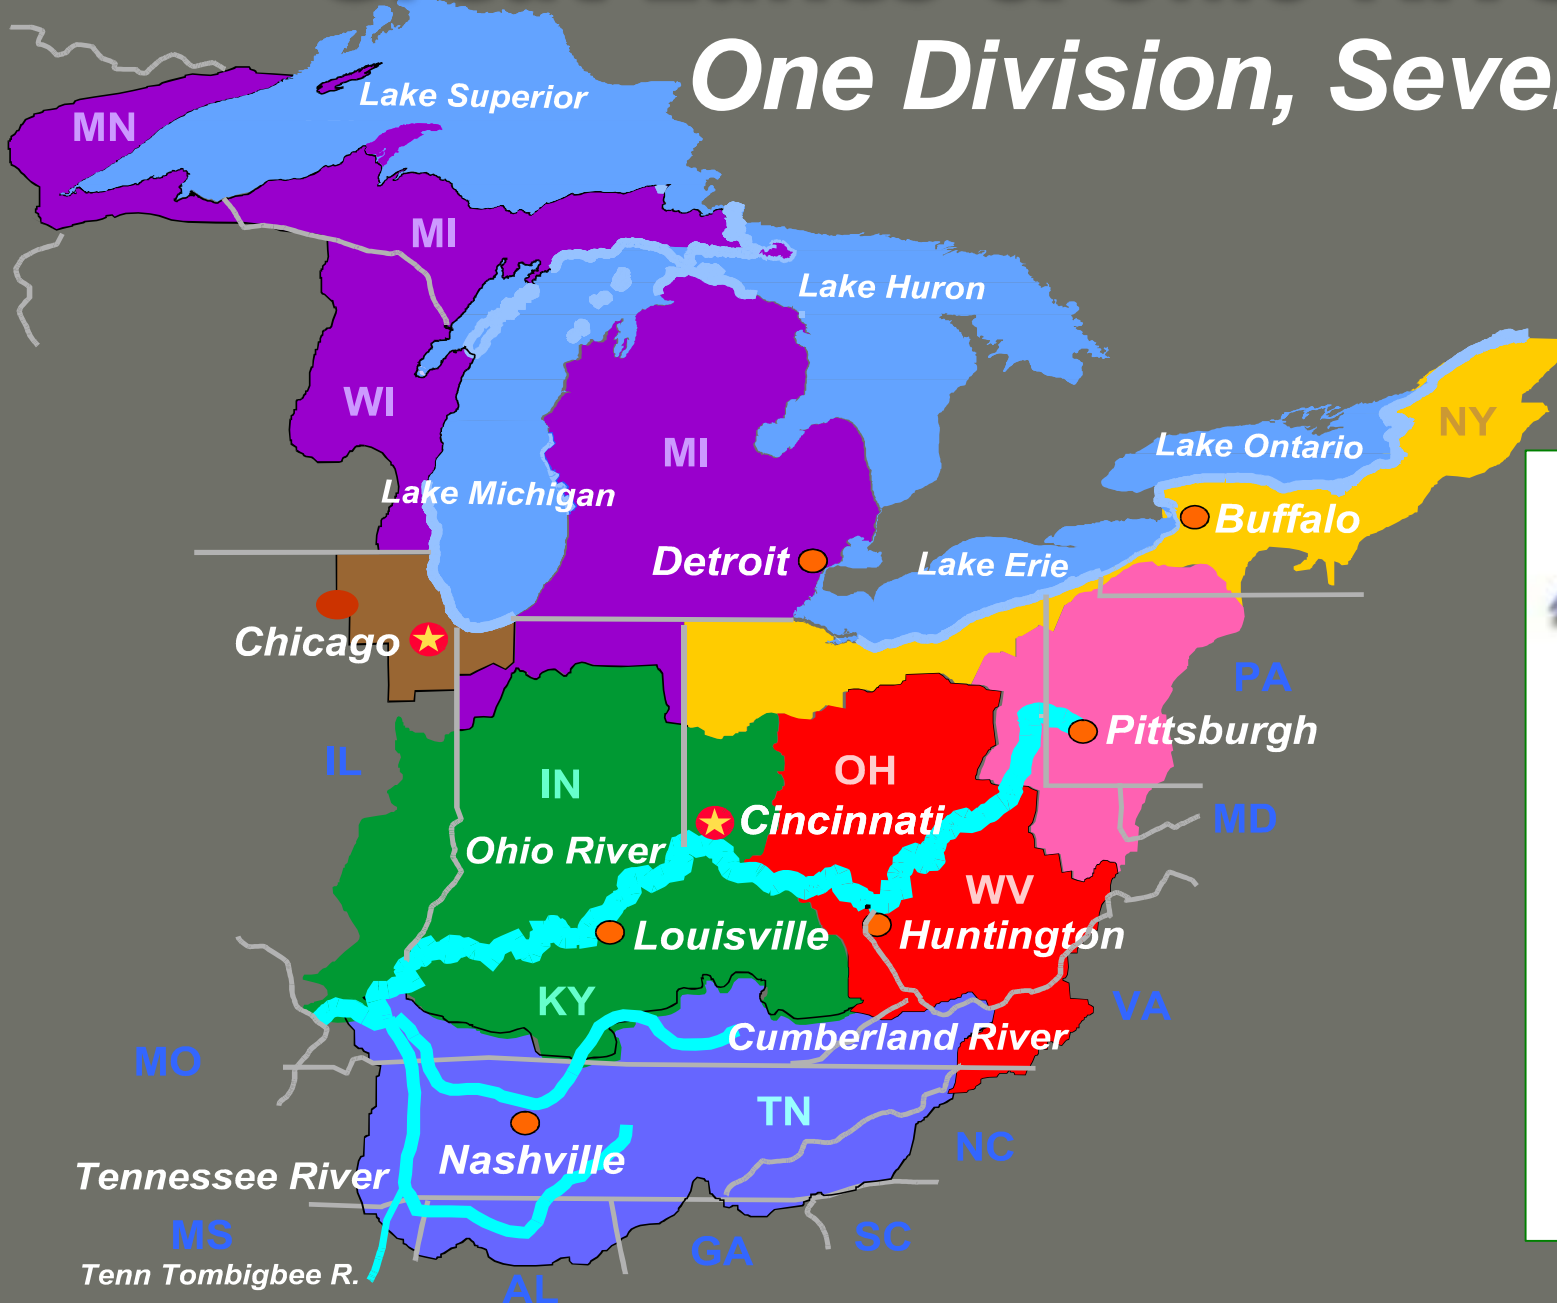 One Division, Seve
Lake Superior
MN
MI
Lake Huron
WI
NY
Lake Ontario
MI
Lake Michigan
Buffalo
Detroit
Lake Erie
Chicago
PA
Pittsburgh
IL
OH
IN
Cincinnati
MD
Ohio River
WV
Louisville
Huntington
KY
VA
Cumberland River
MO
TN
NC
Nashville
Tennessee River
MS
SC
GA
Tenn Tombigbee R.
AL